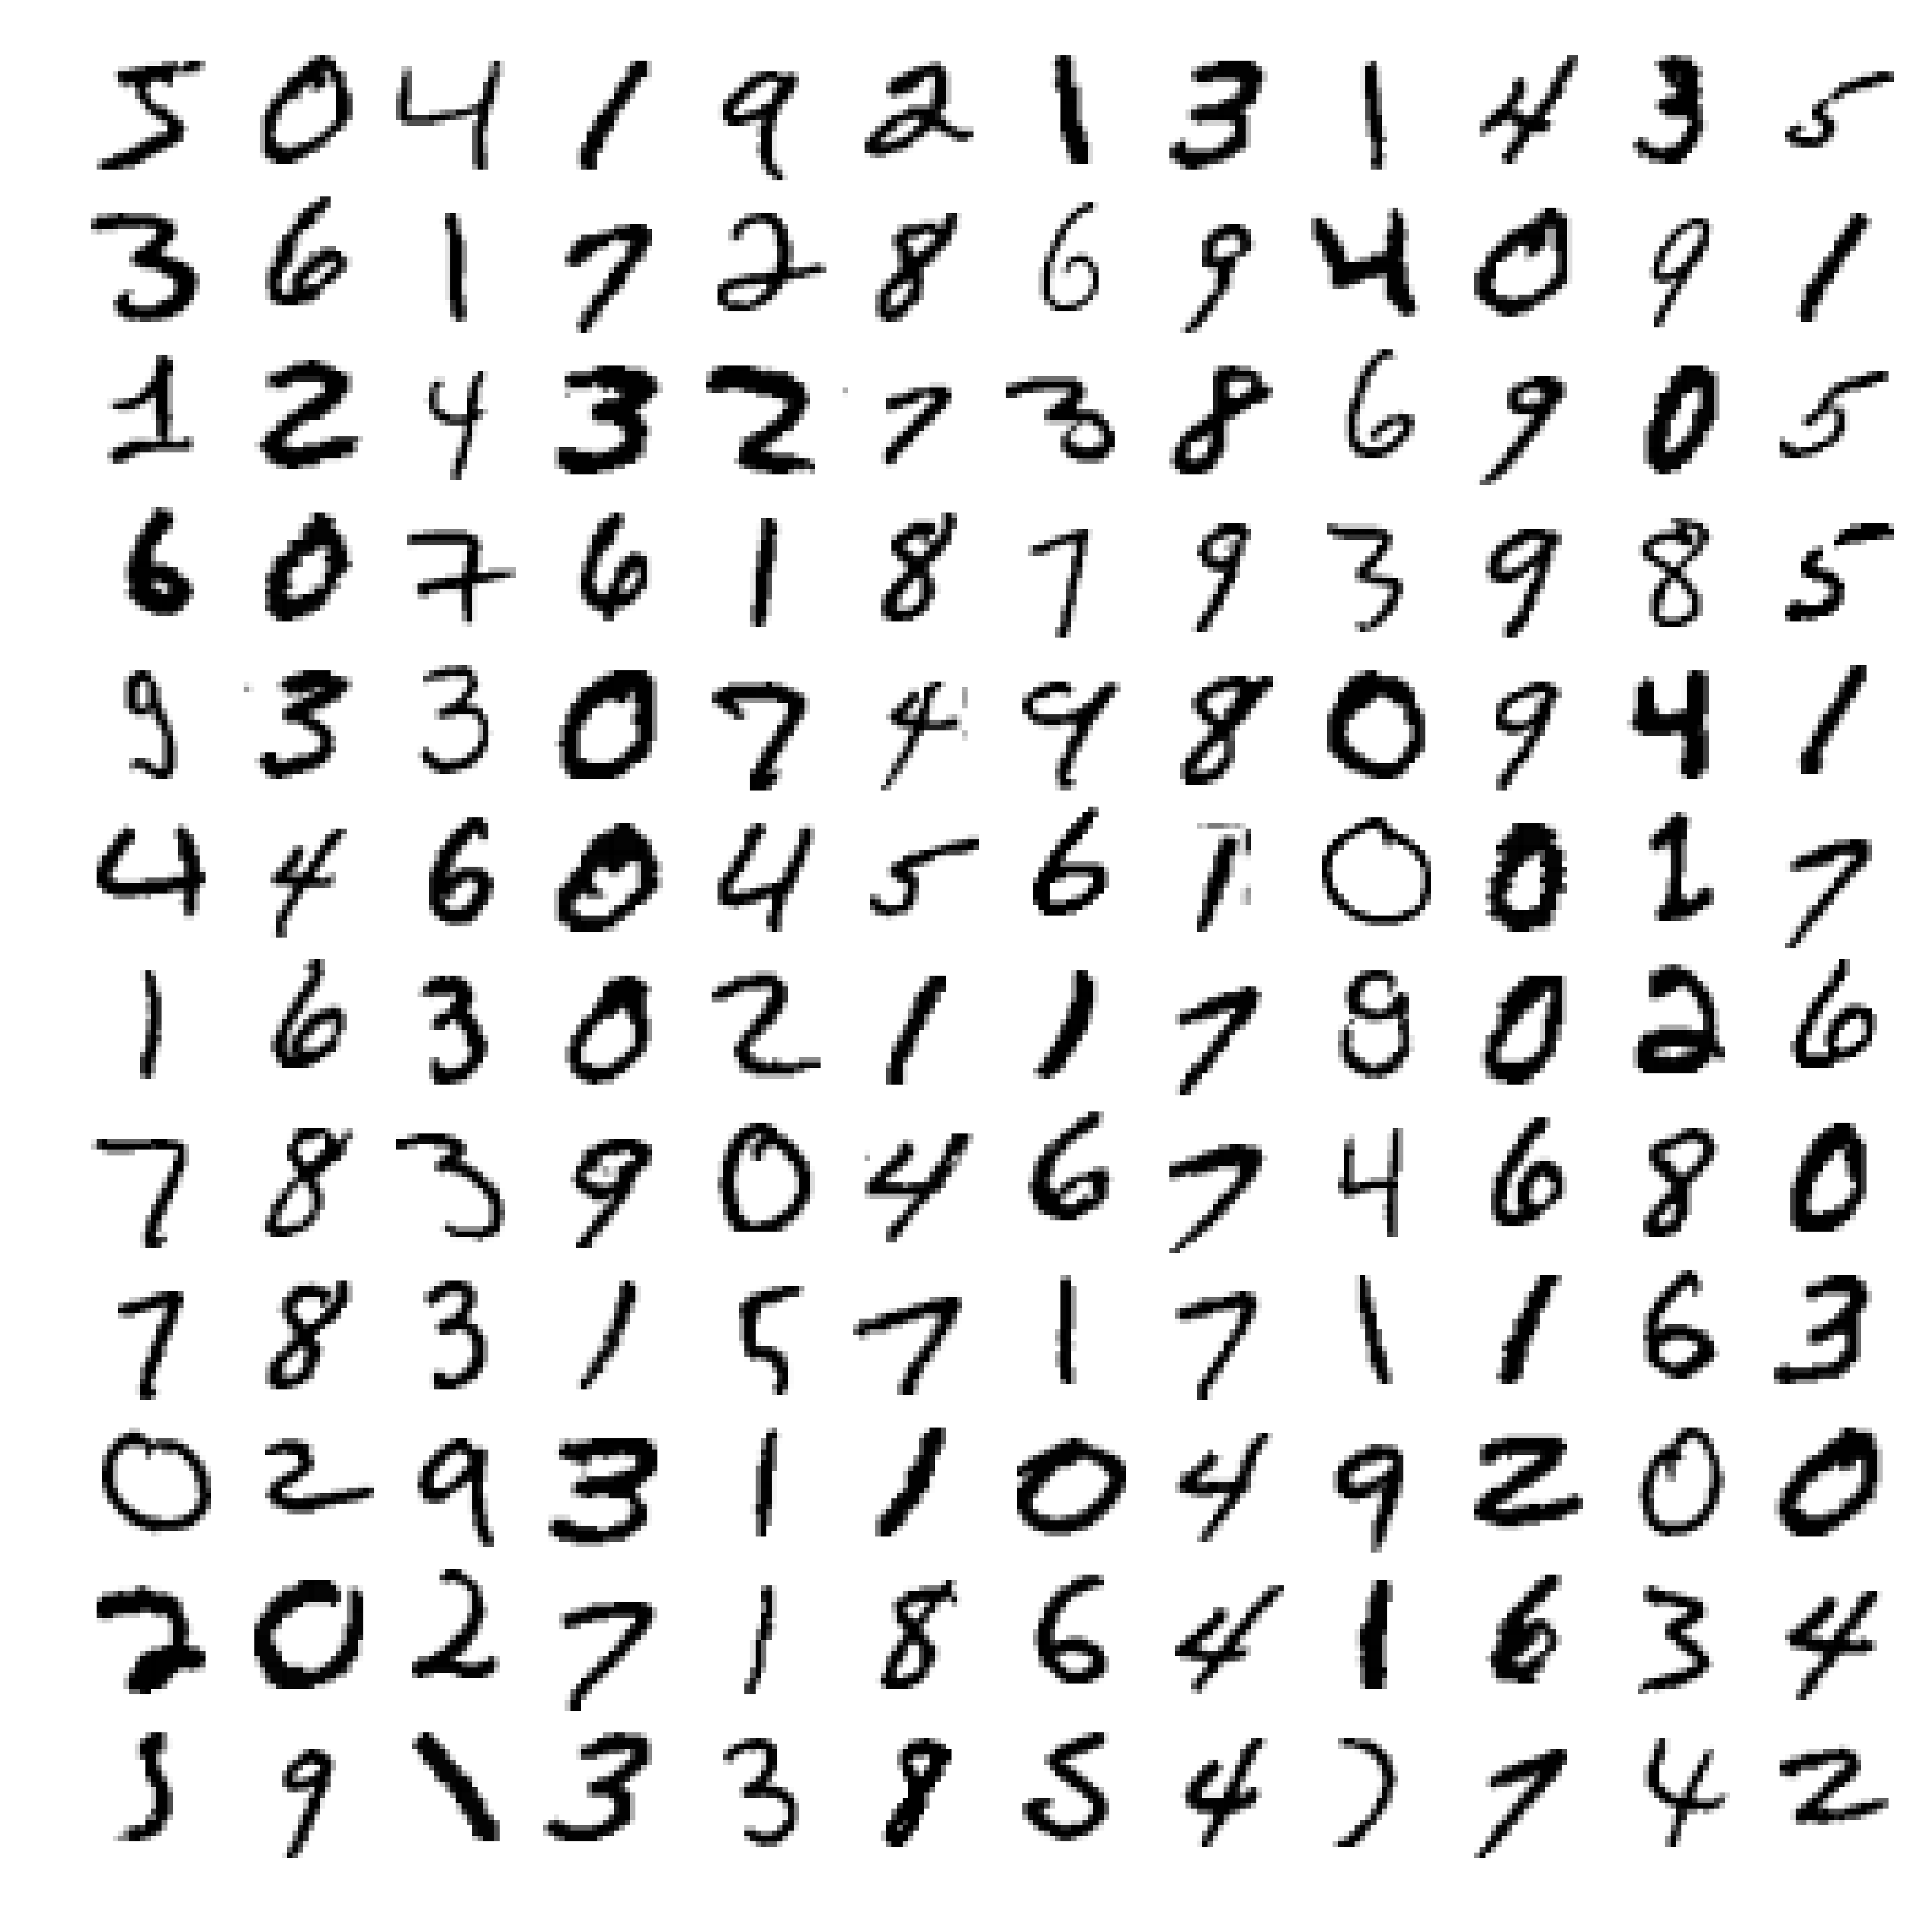 5 0 4 1 9 2 1 3 1 4 3 5
3 6 1 7 2 8 6 9 4 0 9 1
1 2 4 3 2 7 3 8 6 9 0 5
6 0 7 6 1 8 7 9 3 9 8 5
9 3 3 0 7 4 9 8 0 9 4 1
4 4 6 0 4 5 6 1 0 0 1 7
1 6 3 0 2 1 1 7 8 0 2 6
7 8 3 9 0 4 6 7 4 6 8 0
7 8 3 1 5 7 1 7 1 1 6 3
0 2 9 3 1 1 0 4 9 2 0 0
2 0 2 7 1 8 6 4 1 6 3 4
5 9 1 3 3 8 5 4 7 7 4 2